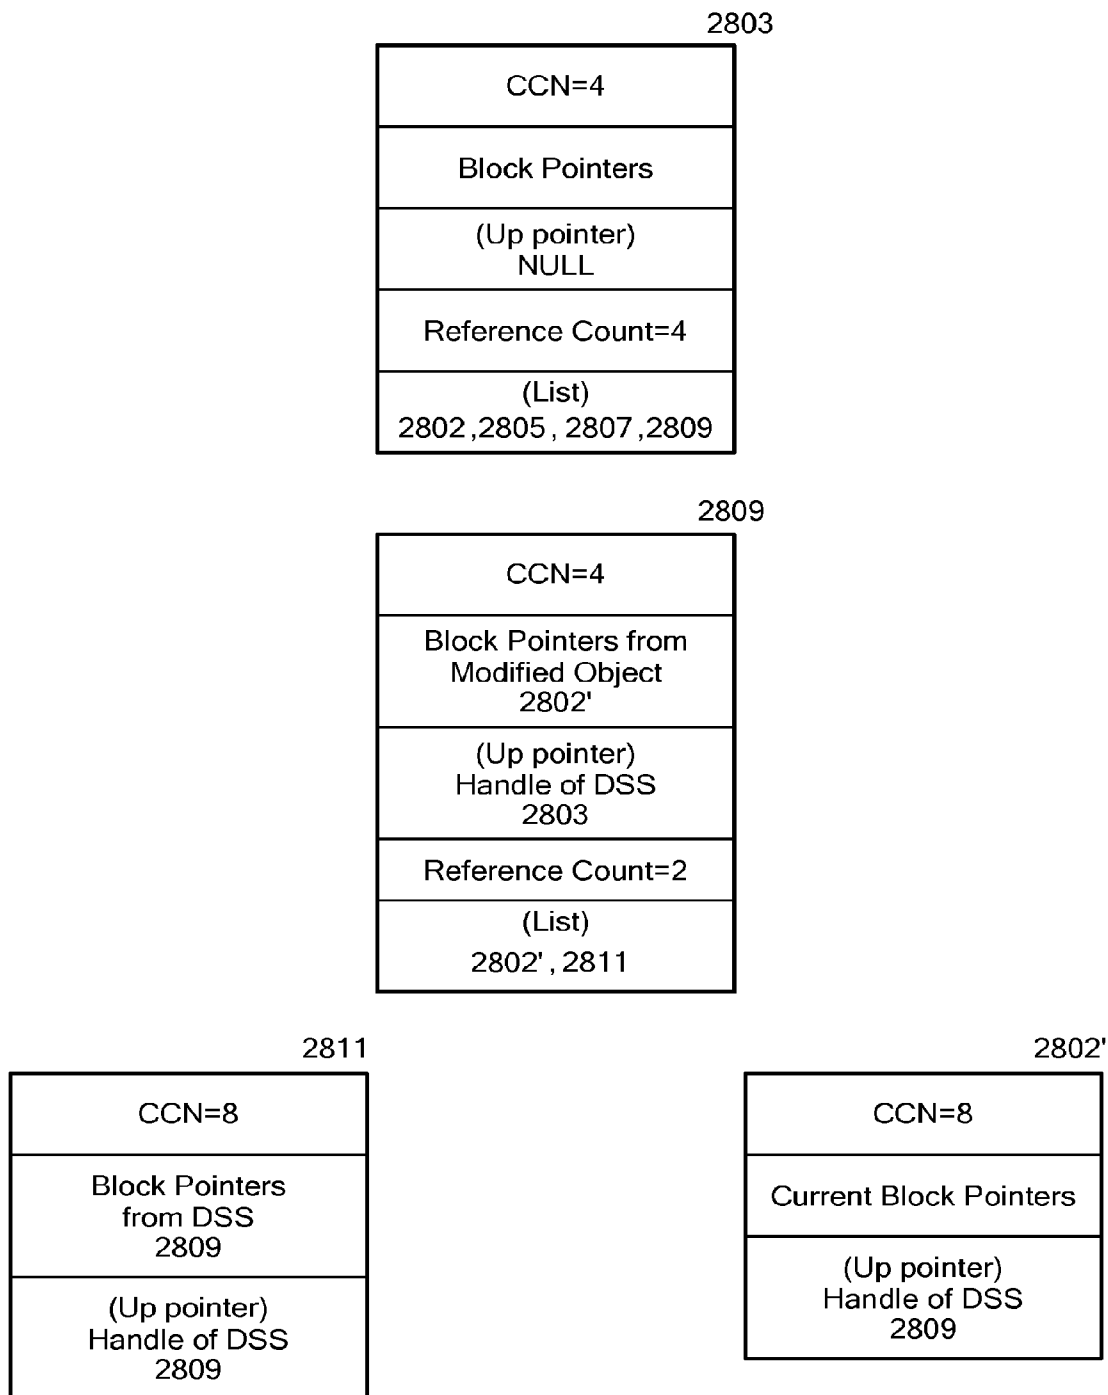 2803
CCN=4
Block Pointers
(Up pointer)
NULL
Reference Count=4
(List)
2802 ,2805 , 2807 ,2809
2809
CCN=4
Block Pointers from
Modified Object
2802'
(Up pointer)
Handle of DSS
2803
Reference Count=2
(List)
2802' , 2811
2811
CCN=8
Block Pointers
from DSS
2809
(Up pointer)
Handle of DSS
2809
2802'
CCN=8
Current Block Pointers
(Up pointer)
Handle of DSS
2809